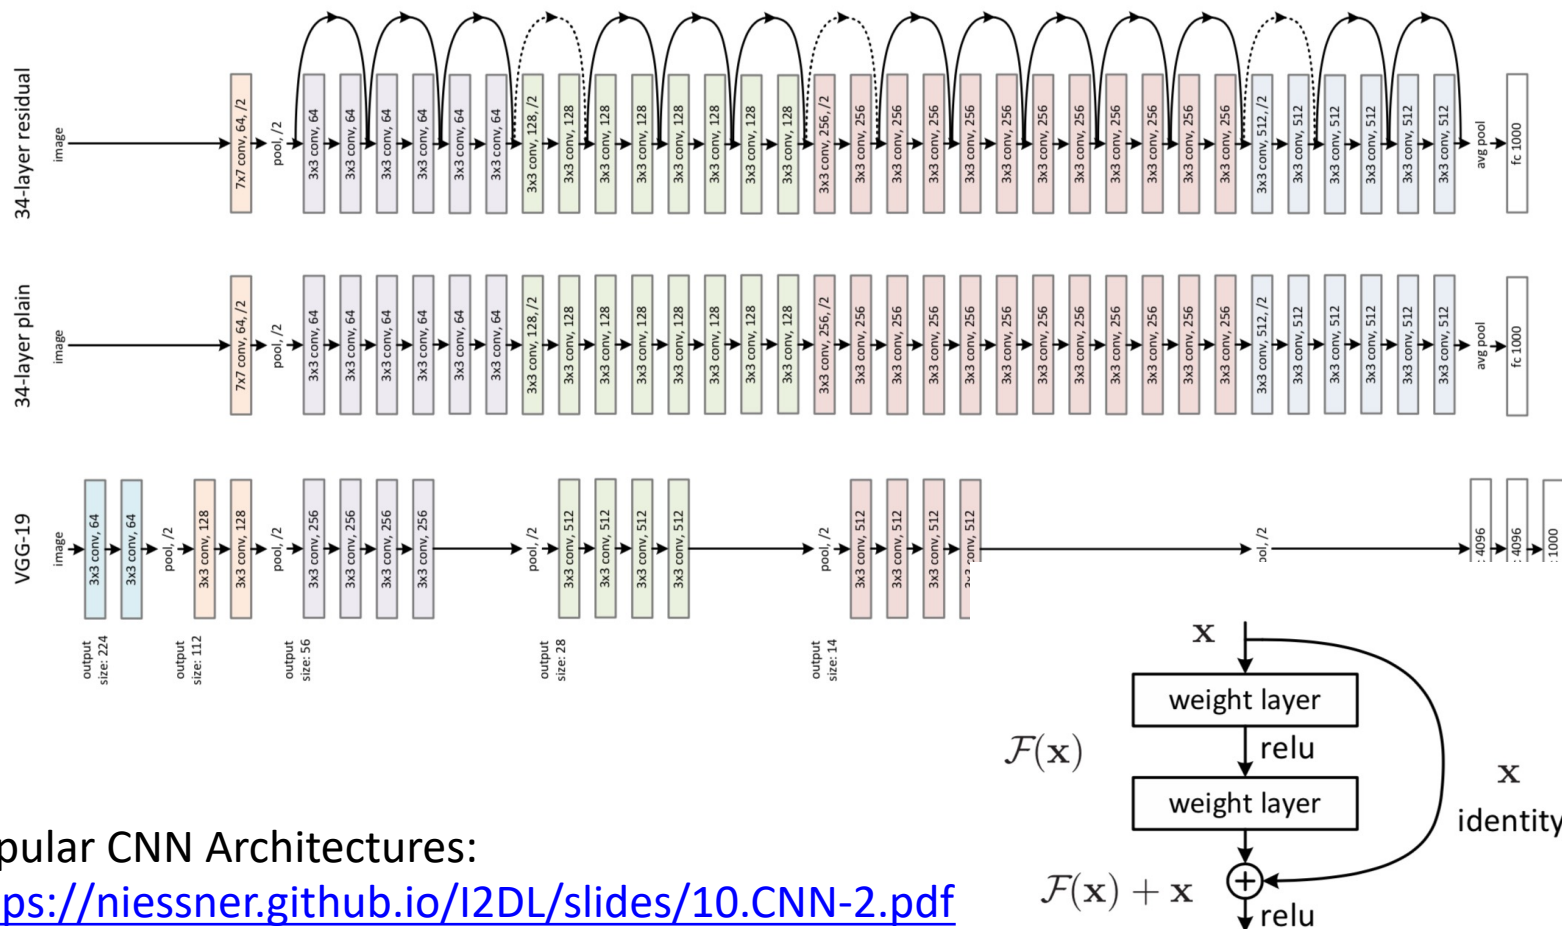 34-layer residual
image
7x7 conv, 64, /2
pool, /2
3x3 conv, 64
3x3 conv, 64
3x3 conv, 64
3x3 conv, 64
3x3 conv, 64
3x3 conv, 64
3x3 conv, 128, /2
3x3 conv, 128
3x3 conv, 128
3x3 conv, 128
3x3 conv, 128
3x3 conv, 128
3x3 conv, 128
3x3 conv, 128
3x3 conv, 256, /2
3x3 conv, 256
3x3 conv, 256
3x3 conv, 256
3x3 conv, 256
3x3 conv, 256
3x3 conv, 256
3x3 conv, 256
3x3 conv, 256
3x3 conv, 256
3x3 conv, 256
3x3 conv, 256
3x3 conv, 512, /2
3x3 conv, 512
3x3 conv, 512
3x3 conv, 512
3x3 conv, 512
3x3 conv, 512
avg pool
fc 1000
34-layer plain
image
7x7 conv, 64, /2
pool, /2
3x3 conv, 64
3x3 conv, 64
3x3 conv, 64
3x3 conv, 64
3x3 conv, 64
3x3 conv, 64
3x3 conv, 128, /2
3x3 conv, 128
3x3 conv, 128
3x3 conv, 128
3x3 conv, 128
3x3 conv, 128
3x3 conv, 128
3x3 conv, 128
3x3 conv, 256, /2
3x3 conv, 256
3x3 conv, 256
3x3 conv, 256
3x3 conv, 256
3x3 conv, 256
3x3 conv, 256
3x3 conv, 256
3x3 conv, 256
3x3 conv, 256
3x3 conv, 256
3x3 conv, 256
3x3 conv, 512, /2
3x3 conv, 512
3x3 conv, 512
3x3 conv, 512
3x3 conv, 512
3x3 conv, 512
avg pool
fc 1000
VGG-19
image
3x3 conv, 64
3x3 conv, 64
pool, /2
3x3 conv, 128
3x3 conv, 128
pool, /2
3x3 conv, 256
3x3 conv, 256
3x3 conv, 256
3x3 conv, 256
pool, /2
3x3 conv, 512
3x3 conv, 512
3x3 conv, 512
3x3 conv, 512
pool, /2
3x3 conv, 512
3x3 conv, 512
3x3 conv, 512
3x3 conv, 512
ool, /2
4096
4096
1000
output
size: 224
output
size: 112
output
size: 56
output
size: 28
output
size: 14
x
weight layer
F(x)
relu
weight layer
x
identity
F(x) + x
+
relu
pular CNN Architectures:
ps://niessner.github.io/I2DL/slides/10.CNN-2.pdf